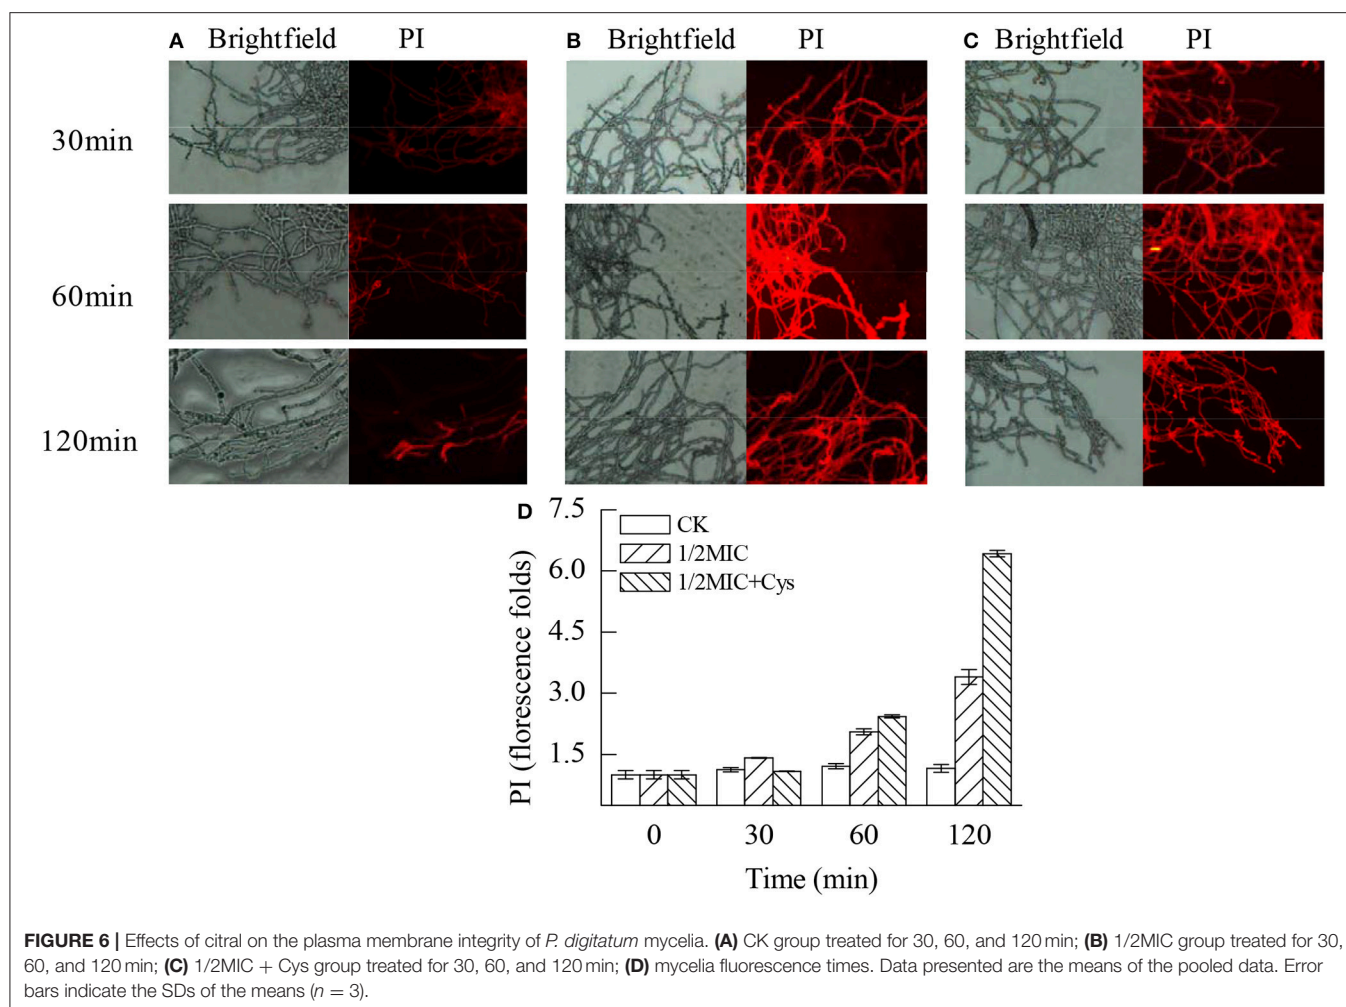 A Brightfield PI B Brightfield PI C Brightfield PI
30min
60min
120min
D
7.5
6.0
4.5
3.0
1.5
PI (florescence folds)
CK
1/2MIC
1/2MIC+Cys
0 30 60 120
Time (min)
FIGURE 6 | Effects of citral on the plasma membrane integrity of P. digitatum mycelia. (A) CK group treated for 30, 60, and 120 min; (B) 1/2MIC group treated for 30,
60, and 120 min; (C) 1/2MIC + Cys group treated for 30, 60, and 120 min; (D) mycelia fluorescence times. Data presented are the means of the pooled data. Error
bars indicate the SDs of the means (n = 3).